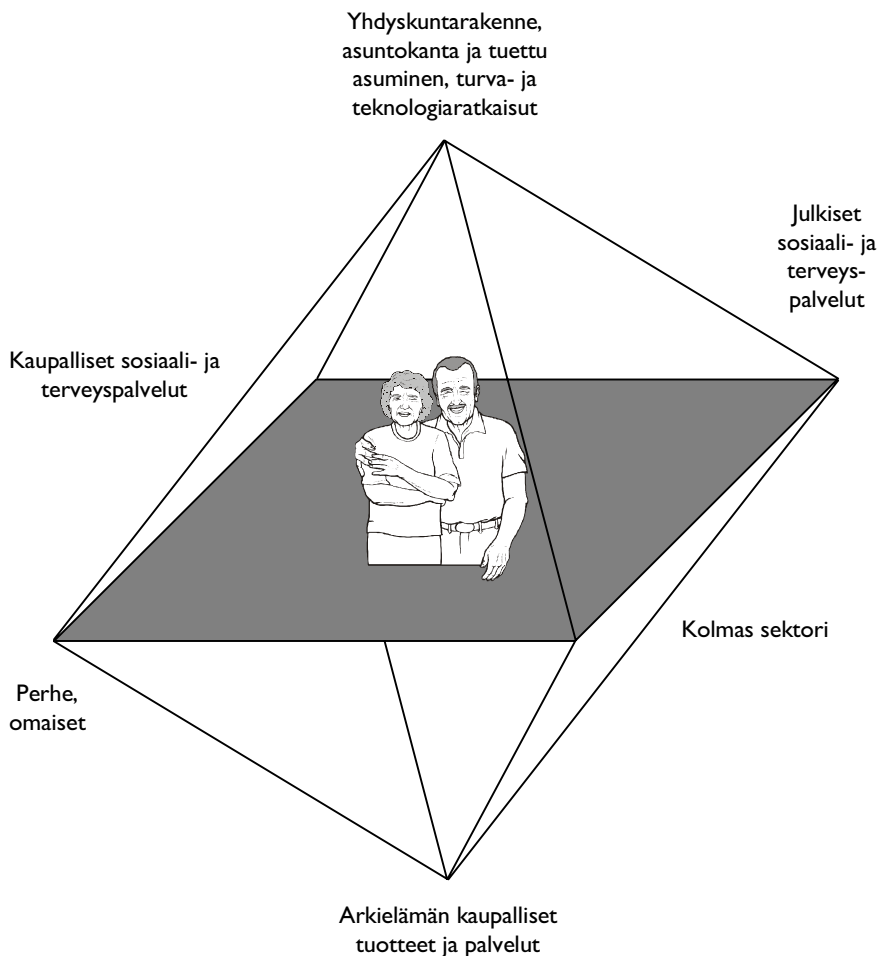 Yhdyskuntarakenne,
asuntokanta ja tuettu
asuminen, turva- ja
teknologiaratkaisut
Julkiset
sosiaali- ja
terveys-
palvelut
Kaupalliset sosiaali- ja
terveyspalvelut
Kolmas sektori
Perhe,
omaiset
Arkielämän kaupalliset
tuotteet ja palvelut